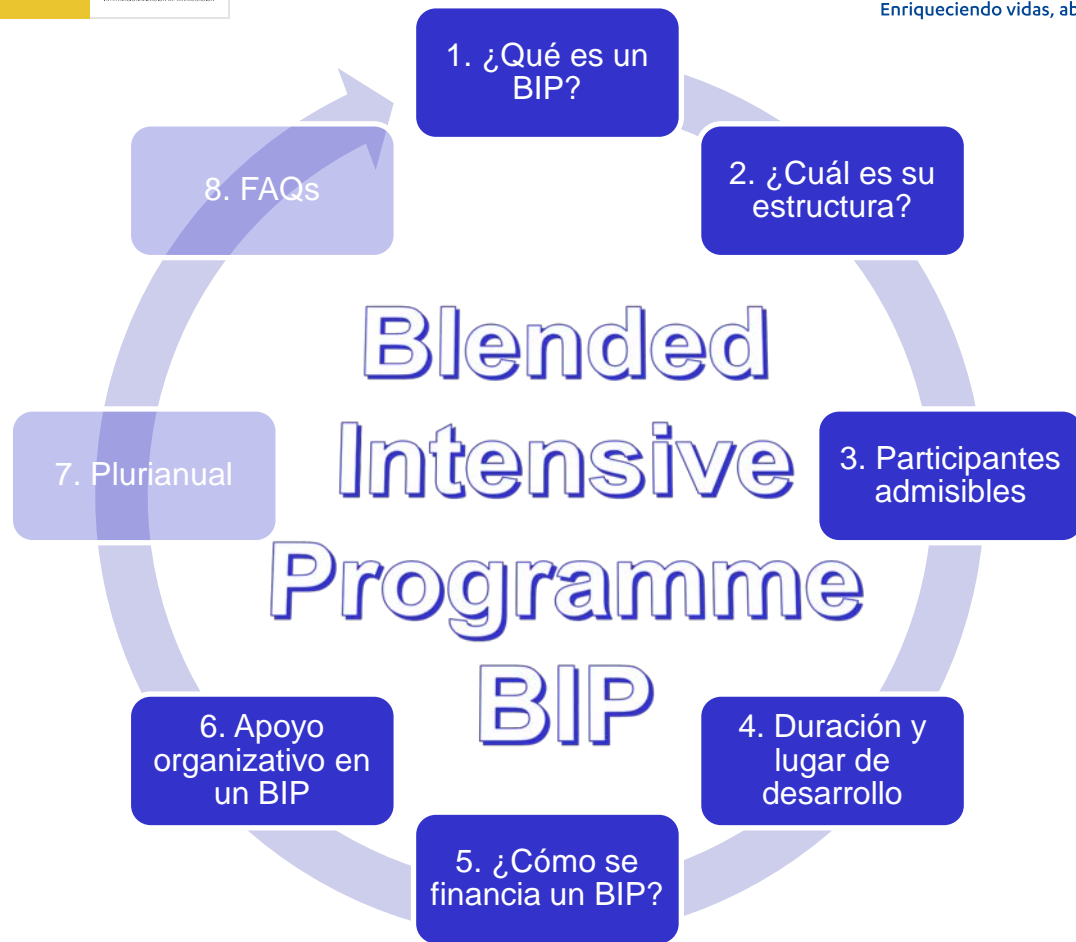 Enriqueciendo vidas, ab
1. ¿Qué es un
BIP?
2. ¿Cuál es su
estructura?
3. Participantes
admisibles
4. Duración y
lugar de
desarrollo
5. ¿Cómo se
financia un BIP?
6. Apoyo
organizativo en
un BIP
7. Plurianual
8. FAQs
Blended
Intensive
Programme
BIP